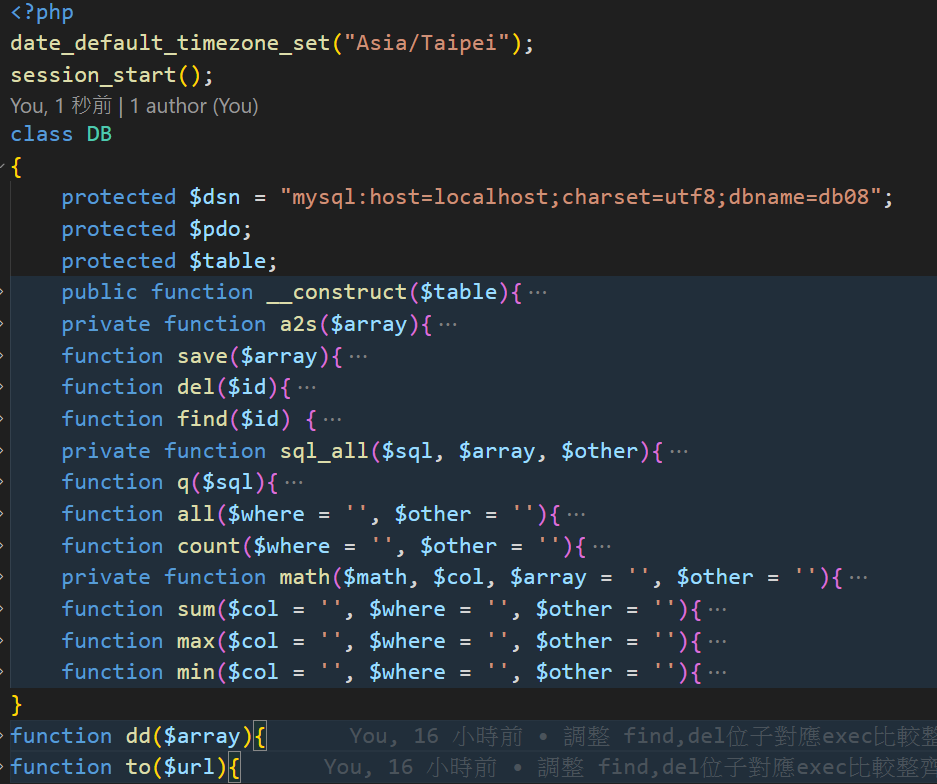 <?php
date_default_timezone_set("Asia/Taipei");
session_start();
You, 1 秒前 | 1 author (You)
class DB
{
    protected $dsn = "mysql:host=localhost;charset=utf8;dbname=db08";
    protected $pdo;
    protected $table;
    public function __construct($table){ ···
    private function a2s($array){ ···
    function save($array){ ···
    function del($id){ ···
    function find($id) { ···
    private function sql_all($sql, $array, $other){ ···
    function q($sql){ ···
    function all($where = '', $other = ''){ ···
    function count($where = '', $other = ''){ ···
    private function math($math, $col, $array = '', $other = ''){ ···
    function sum($col = '', $where = '', $other = ''){ ···
    function max($col = '', $where = '', $other = ''){ ···
    function min($col = '', $where = '', $other = ''){ ···
}
function dd($array){ You, 16 小時前 • 調整 find,del位子對應exec比較整
function to($url){ You, 16 小時前 • 調整 find,del位子對應exec比較整齊